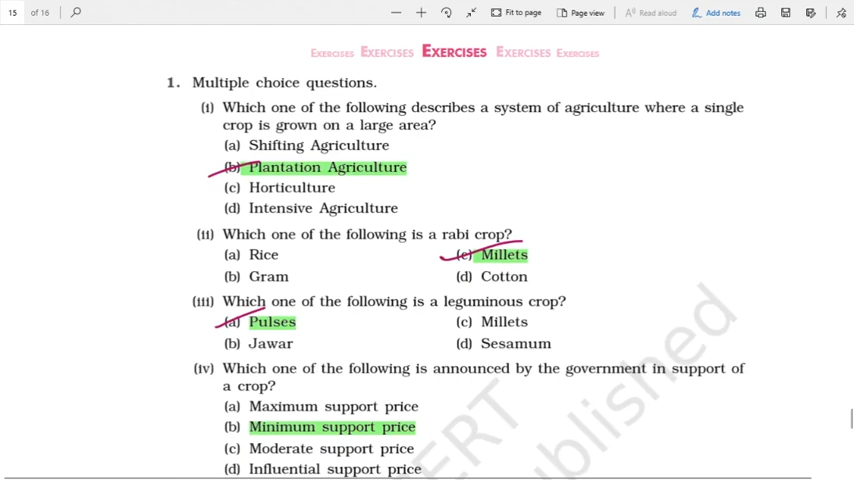 15 of 16 Fit to page Page view Read aloud Add notes
EXERCISES EXERCISES EXERCISES EXERCISES EXERCISES
1. Multiple choice questions.
(i) Which one of the following describes a system of agriculture where a single
crop is grown on a large area?
(a) Shifting Agriculture
(b) Plantation Agriculture
(c) Horticulture
(d) Intensive Agriculture
(ii) Which one of the following is a rabi crop?
(a) Rice (c) Millets
(b) Gram (d) Cotton
(iii) Which one of the following is a leguminous crop?
(a) Pulses (c) Millets
(b) Jawar (d) Sesamum
(iv) Which one of the following is announced by the government in support of
a crop?
(a) Maximum support price
(b) Minimum support price
(c) Moderate support price
(d) Influential support price